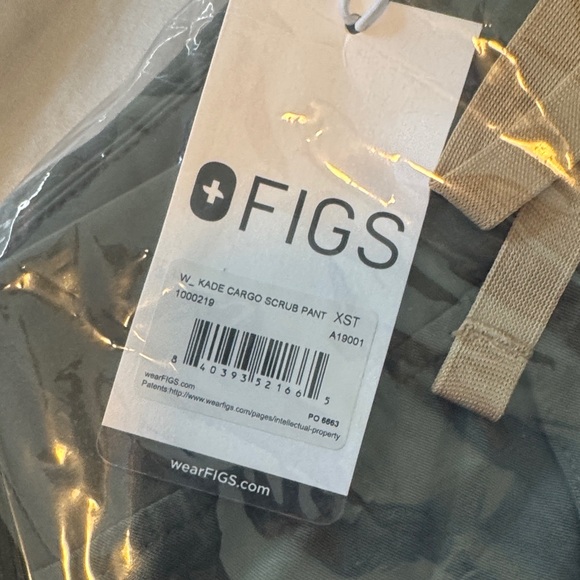 FIGS
W_ KADE CARGO SCRUB PANT XST
1000219 A19001
8 40393 52166 5
wearFIGS.com
PO 6663
Patents:http://www.wearfigs.com/pages/intellectual-property
wearFIGS.com